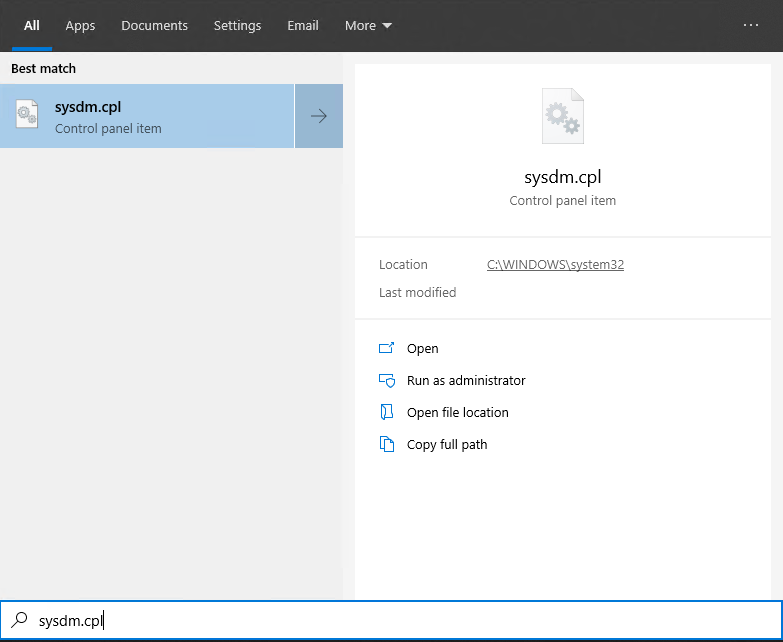 All Apps Documents Settings Email More ...
Best match
sysdm.cpl
Control panel item
sysdm.cpl
Control panel item
Location C:\WINDOWS\system32
Last modified
Open
Run as administrator
Open file location
Copy full path
sysdm.cpl